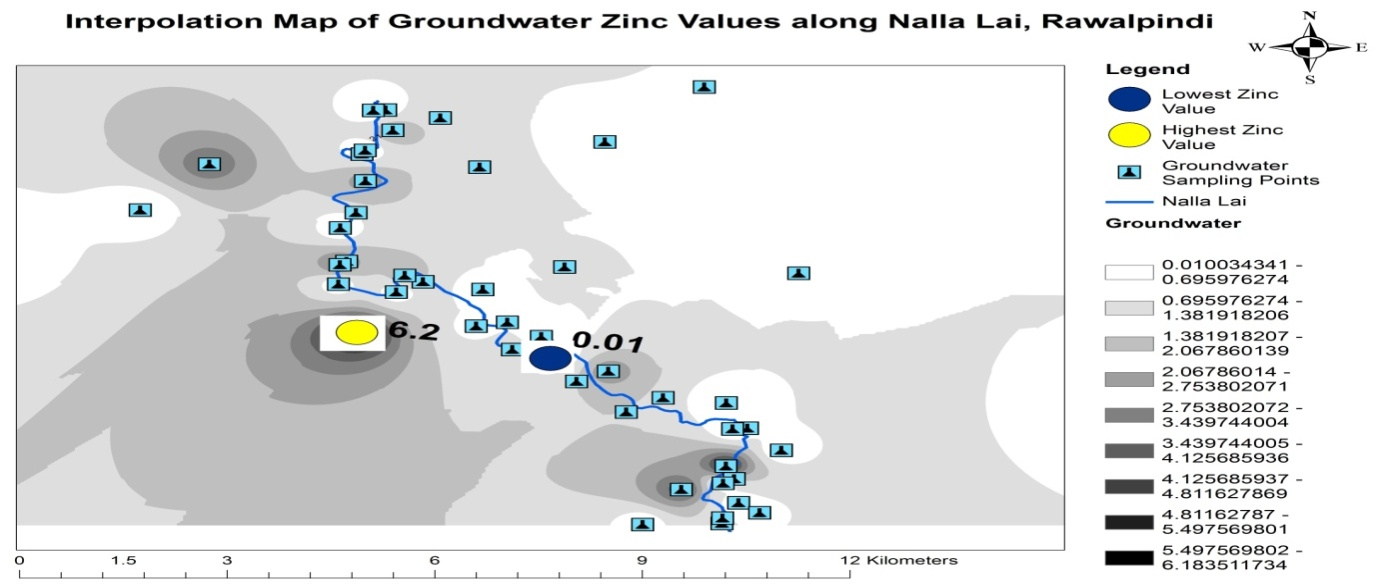 Interpolation Map of Groundwater Zinc Values along Nalla Lai, Rawalpindi
N
W E
S
Legend
Lowest Zinc
Value
Highest Zinc
Value
Groundwater
Sampling Points
Nalla Lai
Groundwater
0.010034341 -
0.695976274
0.695976274 -
1.381918206
1.381918207 -
2.067860139
2.06786014 -
2.753802071
2.753802072 -
3.439744004
3.439744005 -
4.125685936
4.125685937 -
4.811627869
4.81162787 -
5.497569801
5.497569802 -
6.183511734
6.2
0.01
0 1.5 3 6 9 12 Kilometers